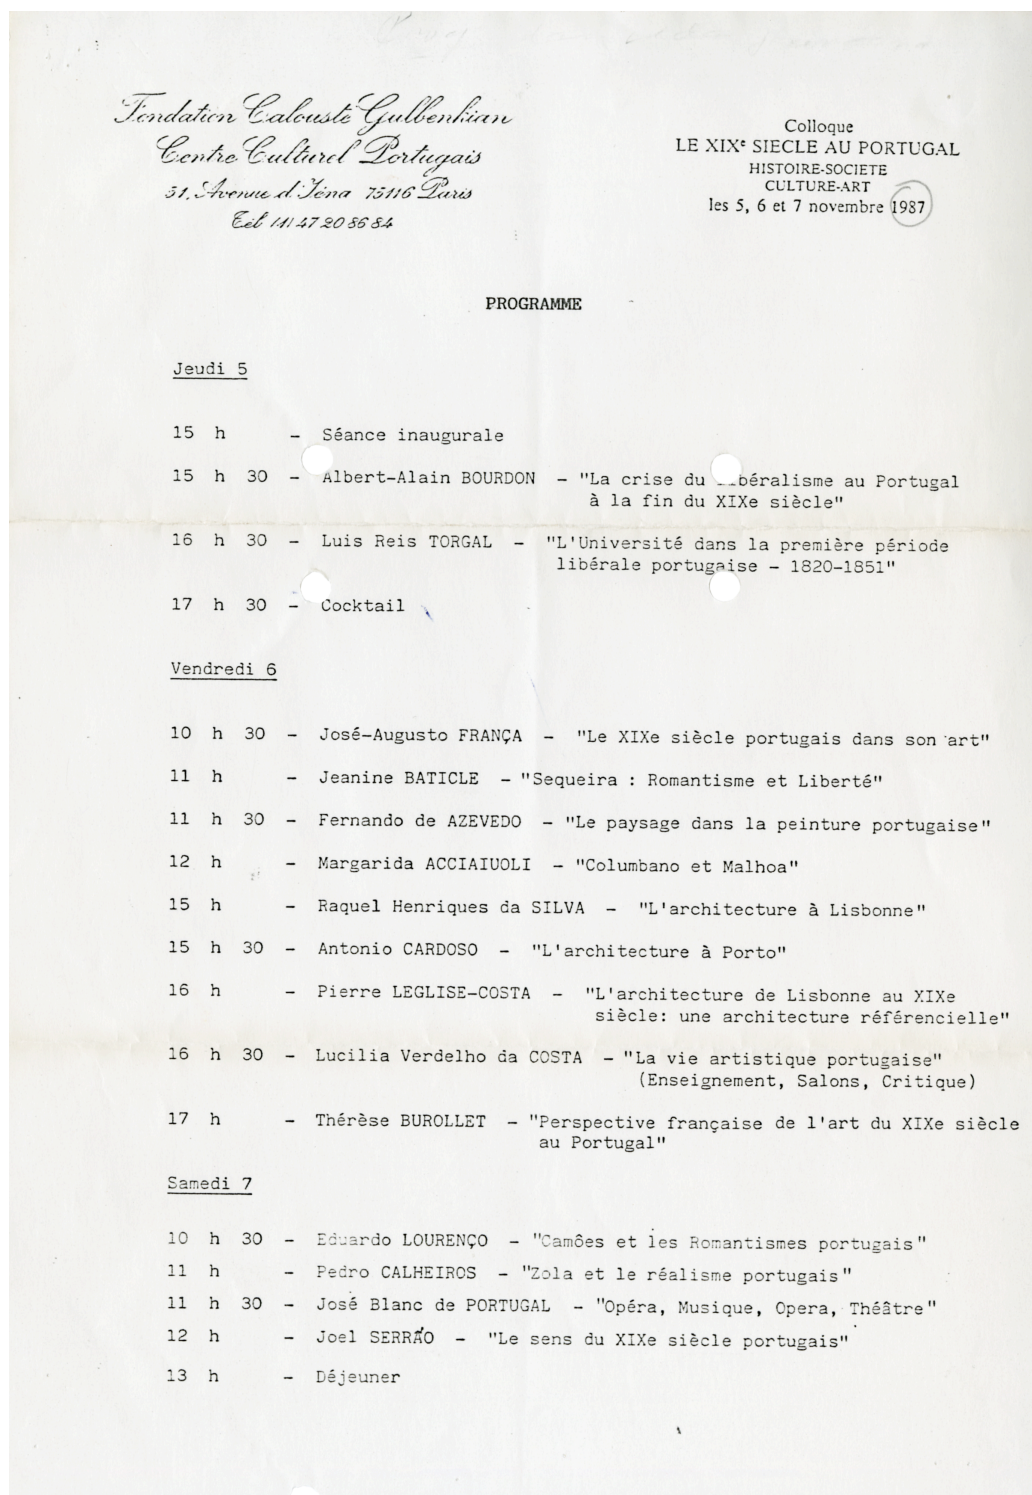 Fondation Calouste Gulbenkian
Centre Culturel Portugais
51, Avenue d'Iéna 75116 Paris
Tél (1) 47 20 86 84
Colloque
LE XIXe SIECLE AU PORTUGAL
HISTOIRE-SOCIETE
CULTURE-ART
les 5, 6 et 7 novembre 1987
PROGRAMME
Jeudi 5
15 h - Séance inaugurale
15 h 30 - Albert-Alain BOURDON - "La crise du libéralisme au Portugal
à la fin du XIXe siècle"
16 h 30 - Luis Reis TORGAL - "L'Université dans la première période
libérale portugaise - 1820-1851"
17 h 30 - Cocktail
Vendredi 6
10 h 30 - José-Augusto FRANÇA - "Le XIXe siècle portugais dans son art"
11 h - Jeanine BATICLE - "Sequeira : Romantisme et Liberté"
11 h 30 - Fernando de AZEVEDO - "Le paysage dans la peinture portugaise"
12 h - Margarida ACCIAIUOLI - "Columbano et Malhoa"
15 h - Raquel Henriques da SILVA - "L'architecture à Lisbonne"
15 h 30 - Antonio CARDOSO - "L'architecture à Porto"
16 h - Pierre LEGLISE-COSTA - "L'architecture de Lisbonne au XIXe
siècle: une architecture référencielle"
16 h 30 - Lucilia Verdelho da COSTA - "La vie artistique portugaise"
(Enseignement, Salons, Critique)
17 h - Thérèse BUROLLET - "Perspective française de l'art du XIXe siècle
au Portugal"
Samedi 7
10 h 30 - Eduardo LOURENÇO - "Camôes et les Romantismes portugais"
11 h - Pedro CALHEIROS - "Zola et le réalisme portugais"
11 h 30 - José Blanc de PORTUGAL - "Opéra, Musique, Opera, Théâtre"
12 h - Joel SERRÃO - "Le sens du XIXe siècle portugais"
13 h - Déjeuner